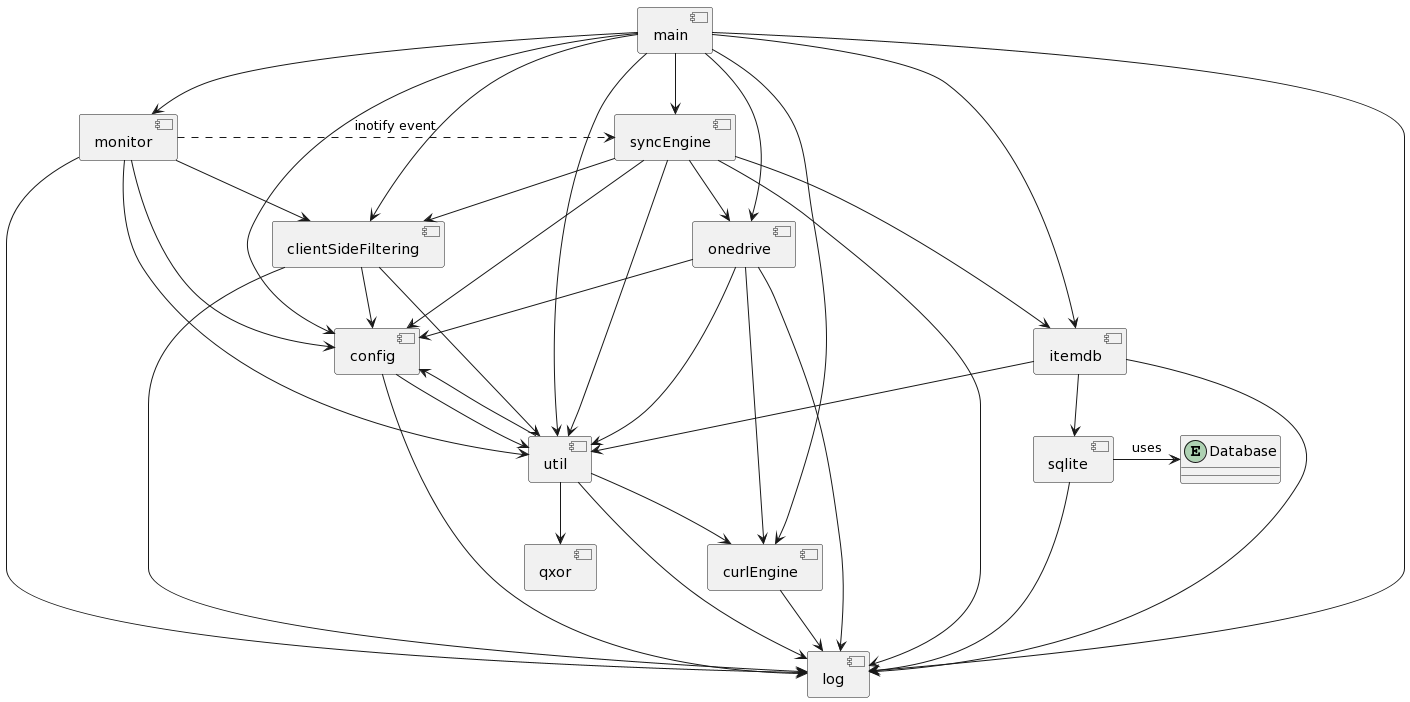 main
monitor
inotify event
syncEngine
clientSideFiltering
onedrive
config
itemdb
util
sqlite
uses
E Database
qxor
curlEngine
log